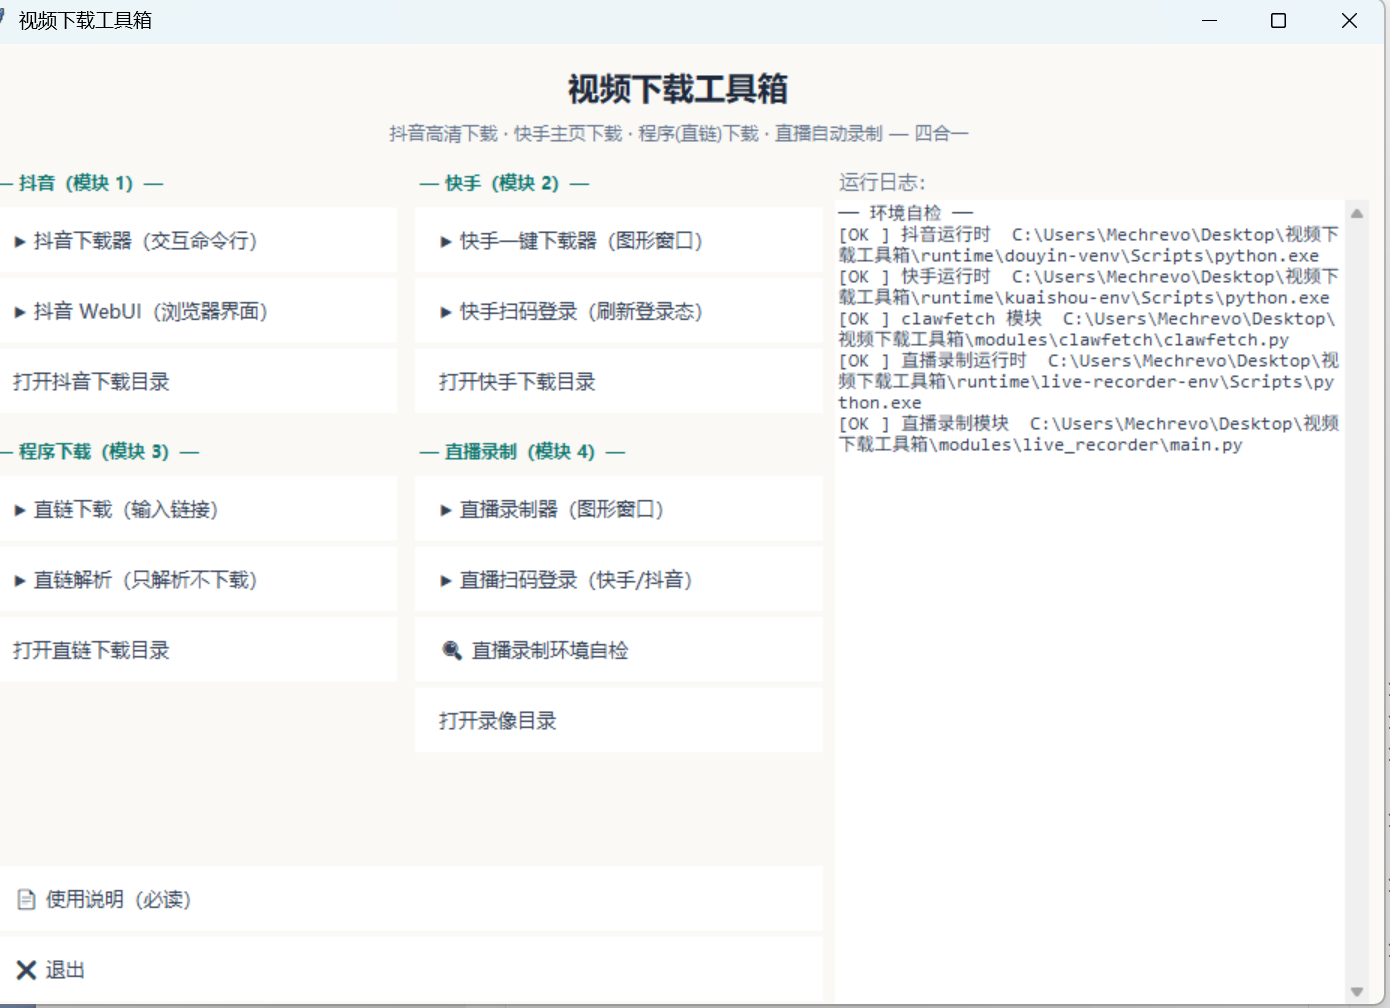 视频下载工具箱
视频下载工具箱
抖音高清下载 · 快手主页下载 · 程序(直链)下载 · 直播自动录制 — 四合一
— 抖音（模块 1）—
▶ 抖音下载器（交互命令行）
▶ 抖音 WebUI（浏览器界面）
打开抖音下载目录
— 快手（模块 2）—
▶ 快手一键下载器（图形窗口）
▶ 快手扫码登录（刷新登录态）
打开快手下载目录
— 程序下载（模块 3）—
▶ 直链下载（输入链接）
▶ 直链解析（只解析不下载）
打开直链下载目录
— 直播录制（模块 4）—
▶ 直播录制器（图形窗口）
▶ 直播扫码登录（快手/抖音）
直播录制环境自检
打开录像目录
使用说明（必读）
退出
运行日志：
── 环境自检 ──
[OK ] 抖音运行时  C:\Users\Mechrevo\Desktop\视频下
载工具箱\runtime\douyin-venv\Scripts\python.exe
[OK ] 快手运行时  C:\Users\Mechrevo\Desktop\视频下
载工具箱\runtime\kuaishou-env\Scripts\python.exe
[OK ] clawfetch 模块  C:\Users\Mechrevo\Desktop\
视频下载工具箱\modules\clawfetch\clawfetch.py
[OK ] 直播录制运行时  C:\Users\Mechrevo\Desktop\视
频下载工具箱\runtime\live-recorder-env\Scripts\py
thon.exe
[OK ] 直播录制模块  C:\Users\Mechrevo\Desktop\视频
下载工具箱\modules\live_recorder\main.py